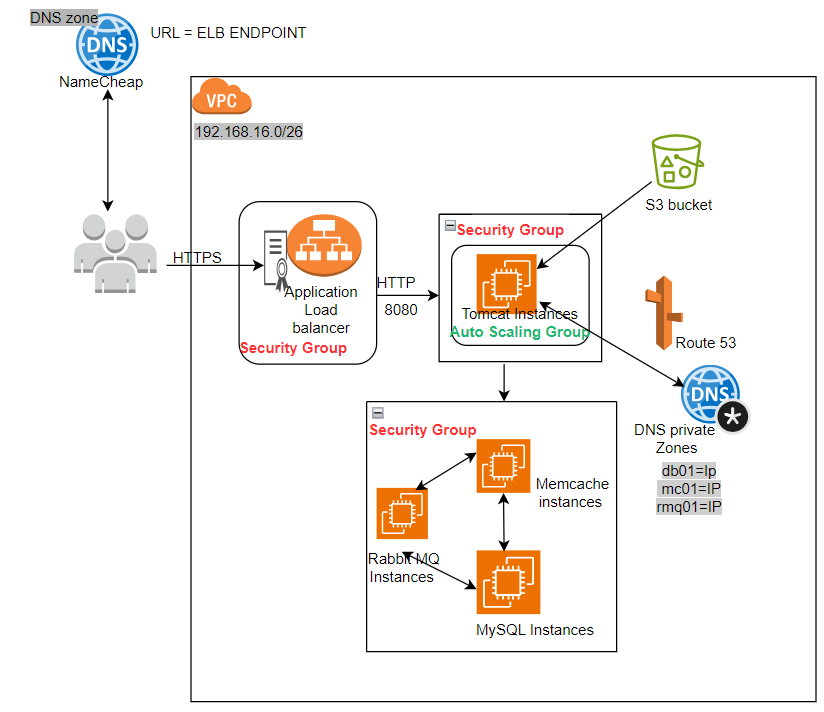 DNS zone
DNS
URL = ELB ENDPOINT
NameCheap
VPC
192.168.16.0/26
S3 bucket
HTTPS
Application
Load
balancer
Security Group
HTTP
8080
Security Group
Tomcat Instances
Auto Scaling Group
Route 53
DNS
DNS private
Zones
db01=Ip
mc01=IP
rmq01=IP
Security Group
Memcache
instances
Rabbit MQ
Instances
MySQL Instances